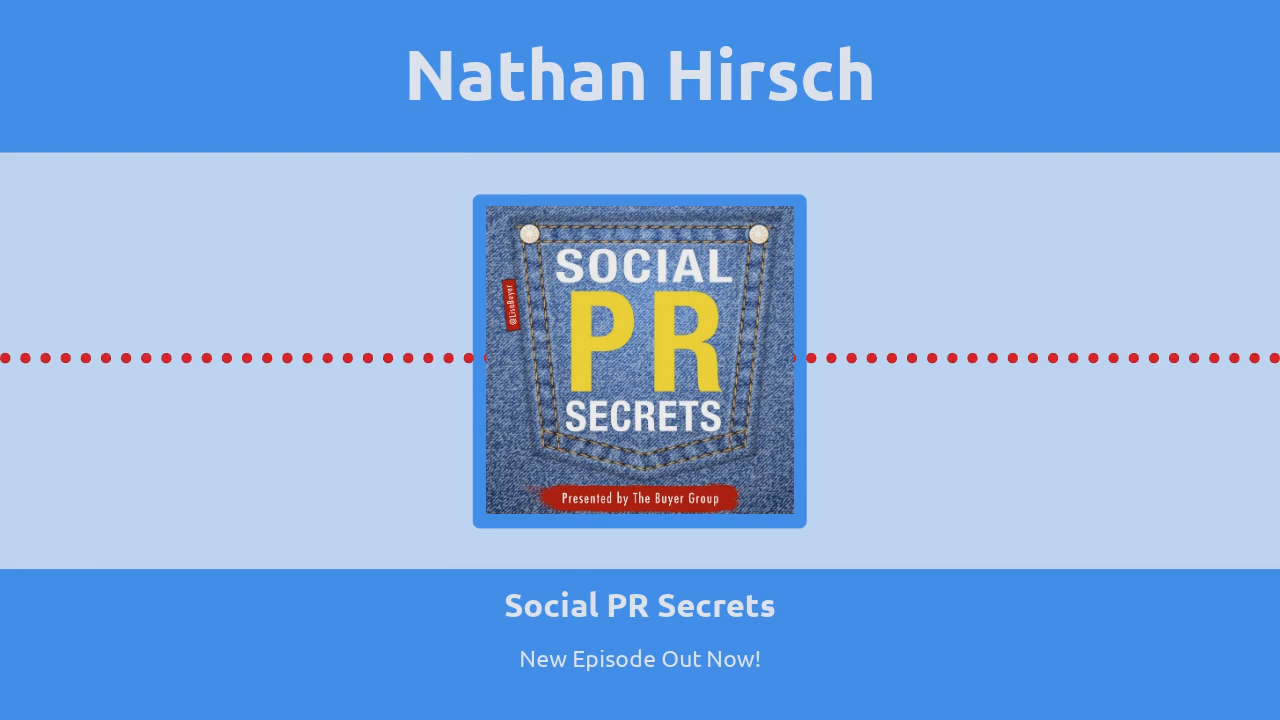 Nathan Hirsch
@LisaBuyer
SOCIAL
PR
SECRETS
Presented by The Buyer Group
Social PR Secrets
New Episode Out Now!